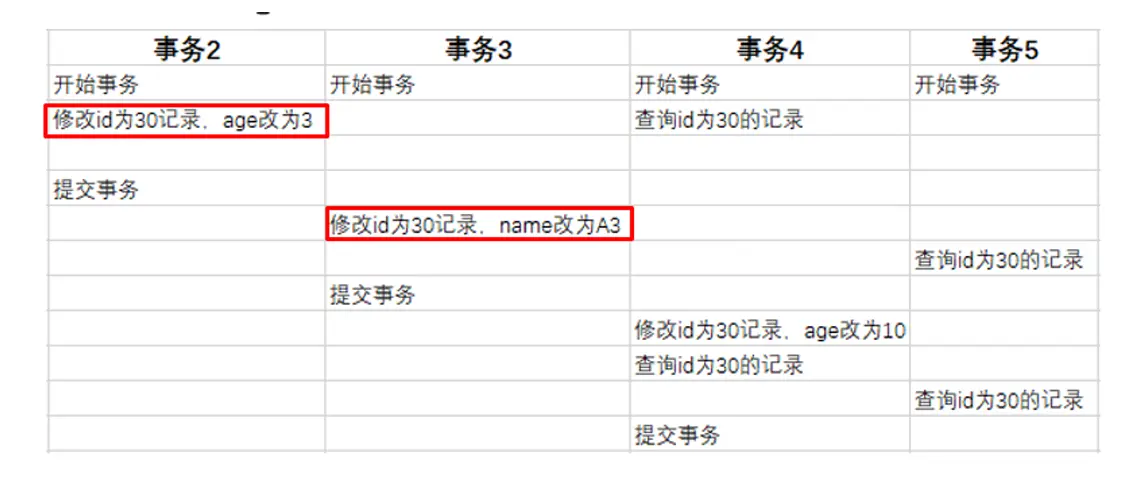 事务2 事务3 事务4 事务5
开始事务 开始事务 开始事务 开始事务
修改id为30记录，age改为3 查询id为30的记录
提交事务
修改id为30记录，name改为A3
查询id为30的记录
提交事务
修改id为30记录，age改为10
查询id为30的记录
查询id为30的记录
提交事务